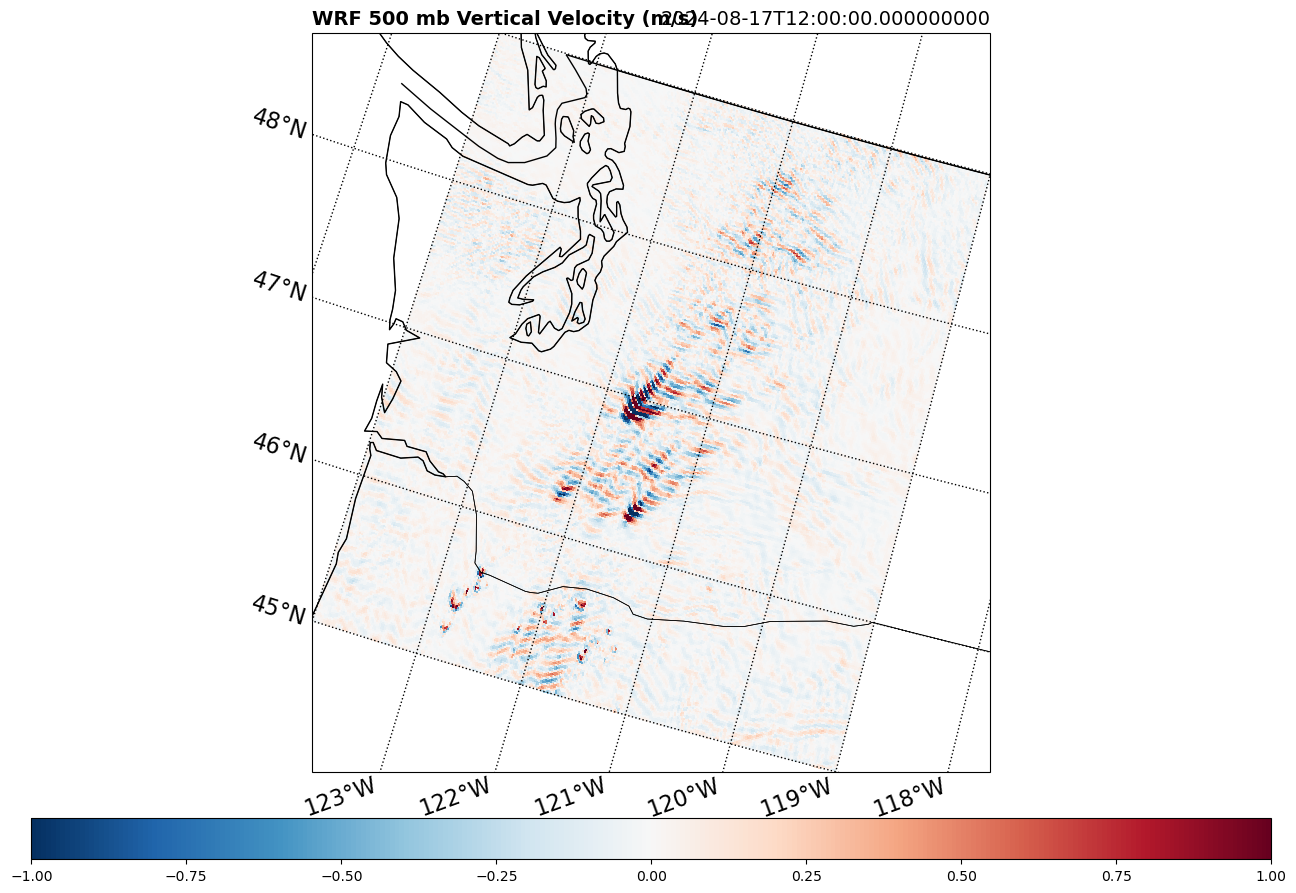 WRF 500 mb Vertical Velocity (m/s) 2024-08-17T12:00:00.000000000
48°N
47°N
46°N
45°N
123°W 122°W 121°W 120°W 119°W 118°W
−1.00 −0.75 −0.50 −0.25 0.00 0.25 0.50 0.75 1.00